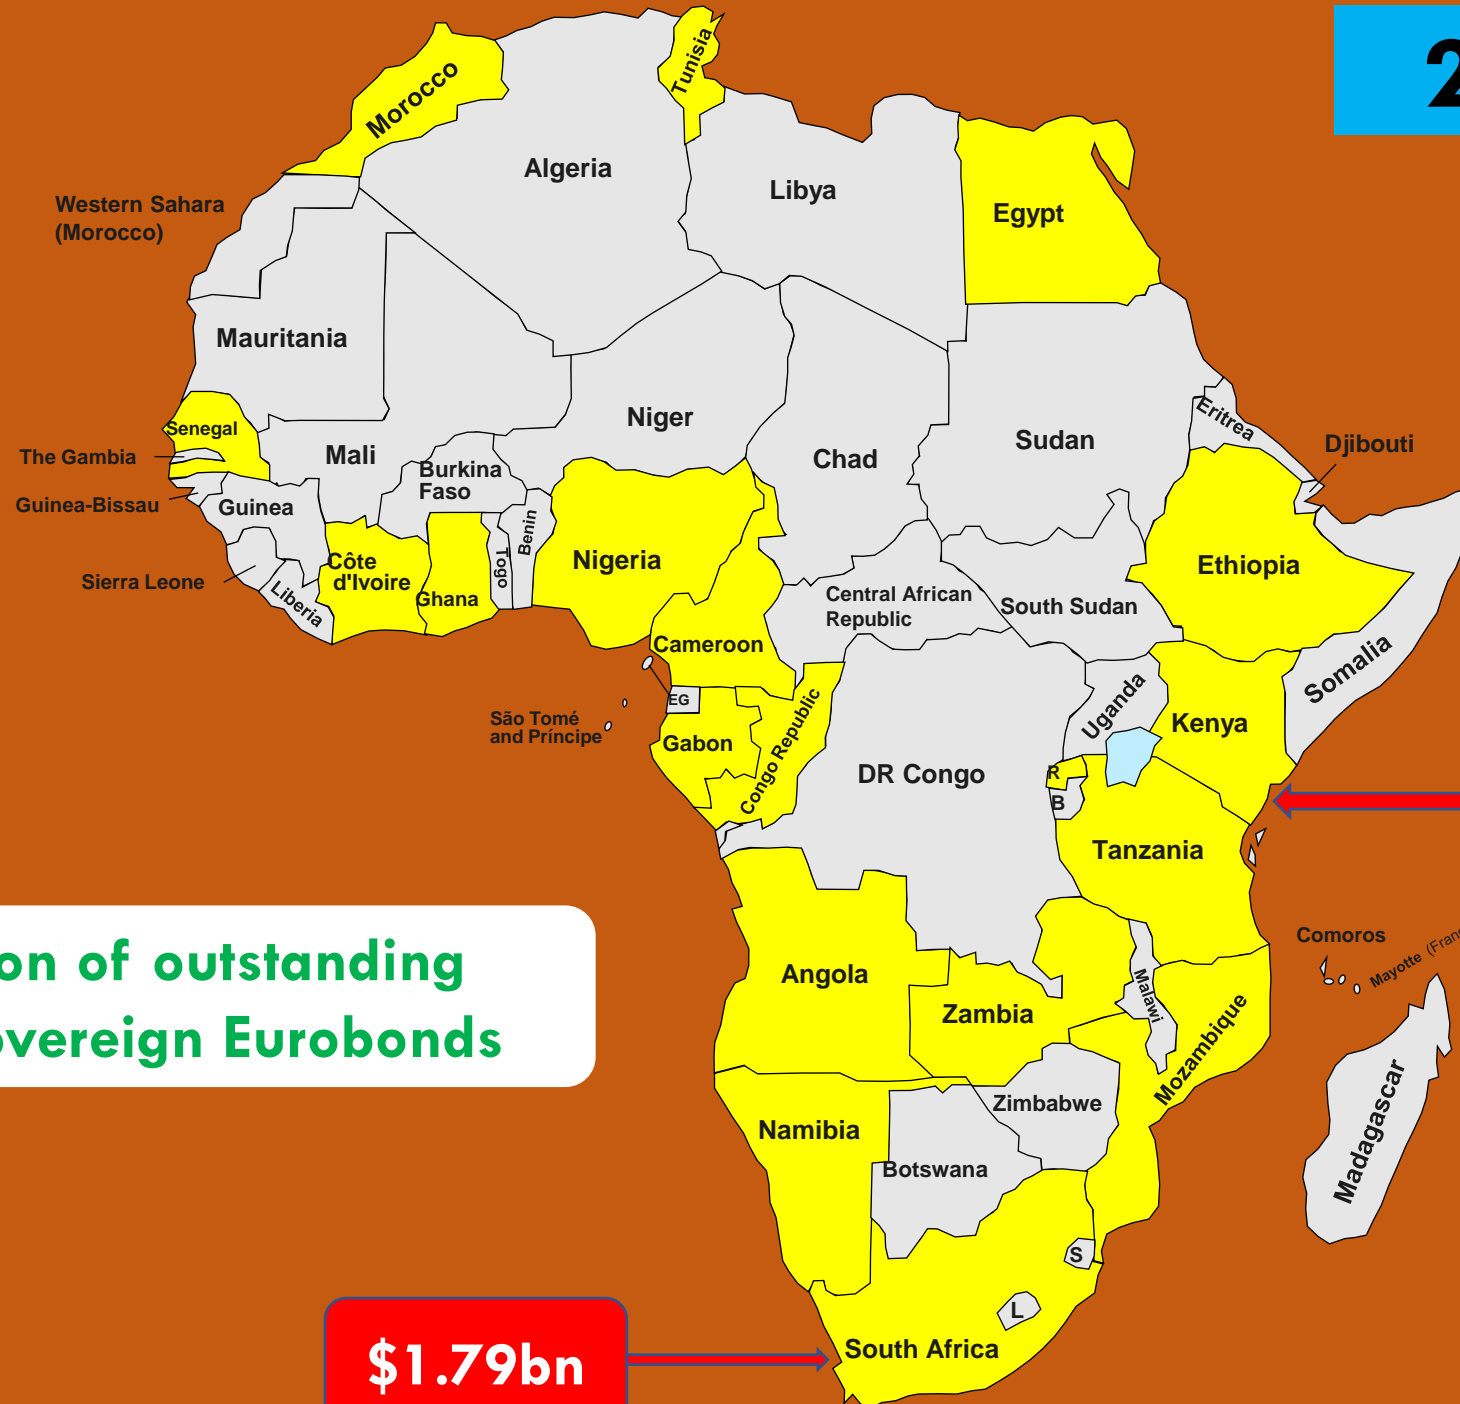 2
Tunisia
Morocco
Algeria
Libya
Egypt
Western Sahara
(Morocco)
Mauritania
Niger
Eritrea
Senegal
Sudan
Djibouti
The Gambia
Mali
Chad
Burkina
Faso
Guinea-Bissau
Guinea
Benin
Nigeria
Ethiopia
Côte
d'Ivoire
Togo
Sierra Leone
Ghana
Liberia
Central African
Republic
South Sudan
Cameroon
Somalia
EG
Uganda
São Tomé
and Príncipe
Gabon
Congo Republic
Kenya
DR Congo
R
B
Tanzania
on of outstanding
overeign Eurobonds
Comoros
Mayotte (Franc
Angola
Malawi
Zambia
Mozambique
Zimbabwe
Namibia
Madagascar
Botswana
S
L
South Africa
$1.79bn